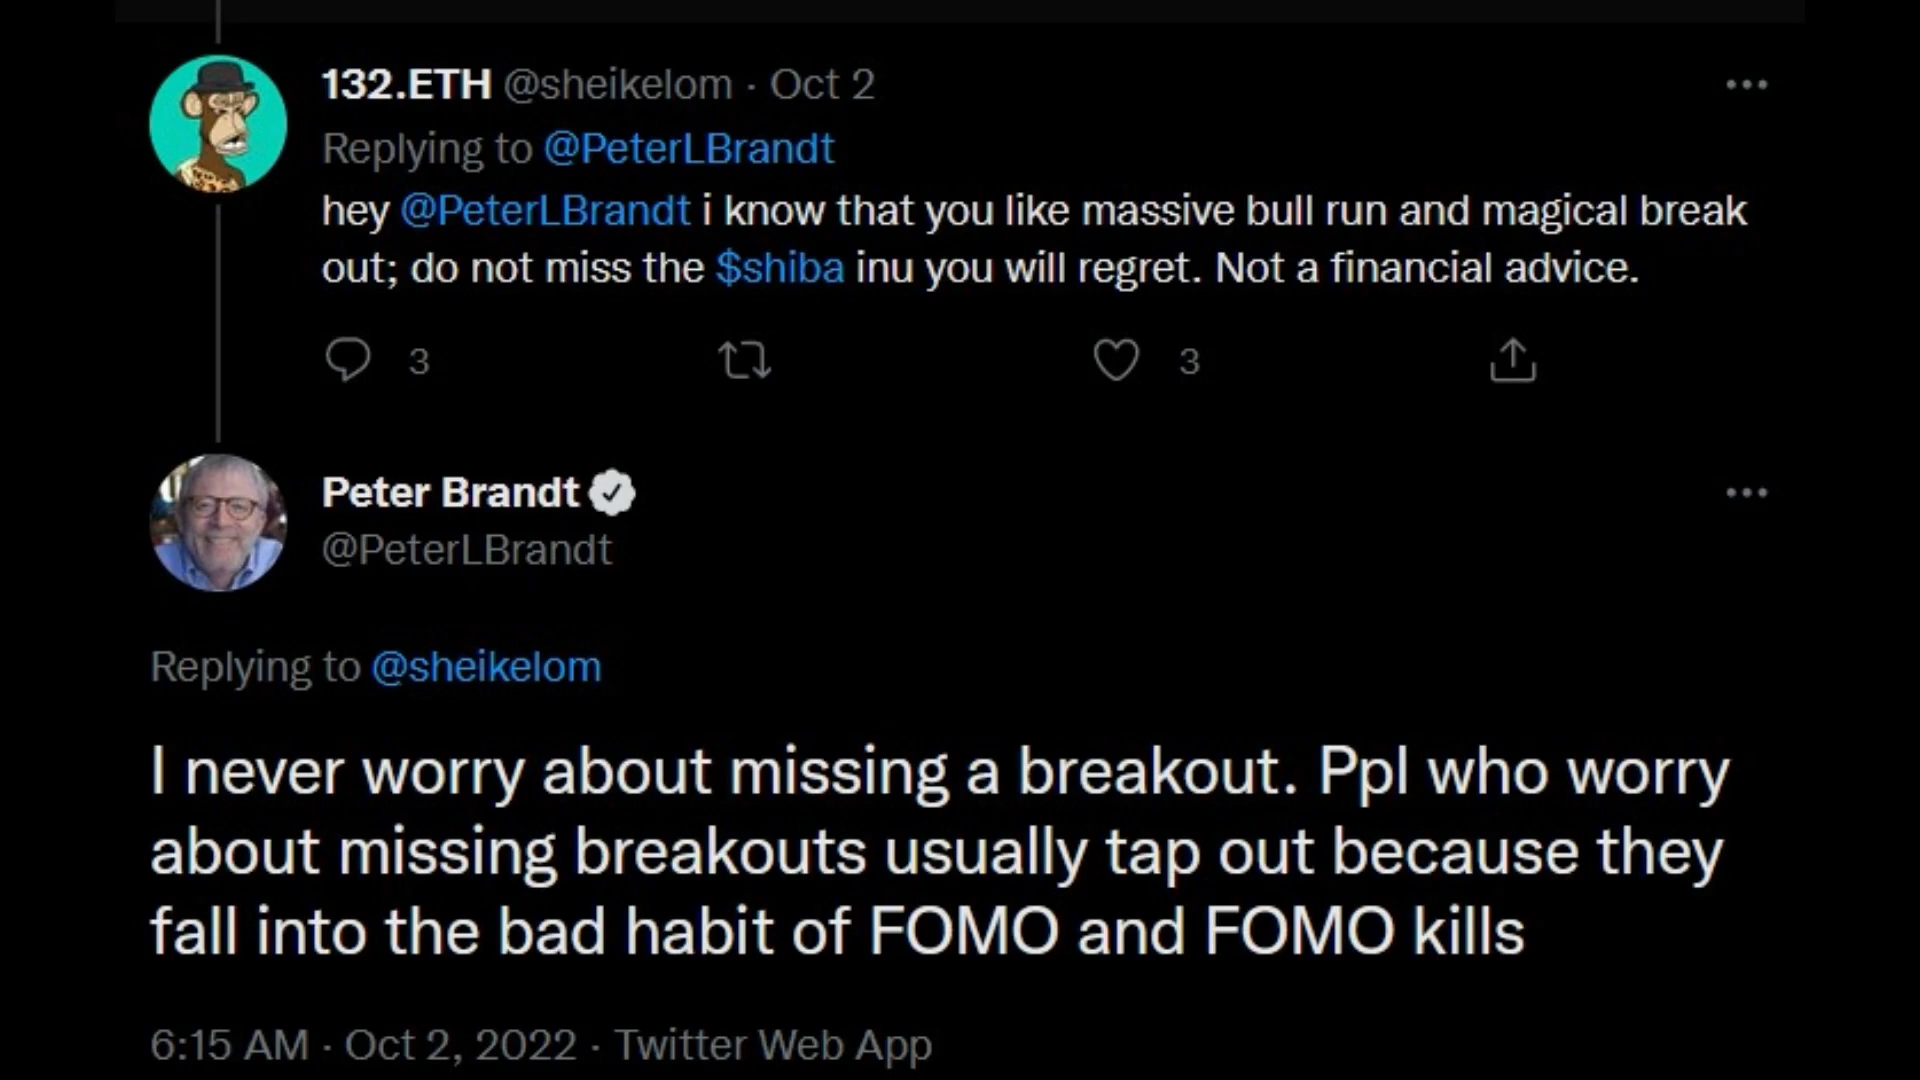 132.ETH @sheikelom · Oct 2
Replying to @PeterLBrandt
hey @PeterLBrandt i know that you like massive bull run and magical break
out; do not miss the $shiba inu you will regret. Not a financial advice.
3 3
Peter Brandt
@PeterLBrandt
Replying to @sheikelom
I never worry about missing a breakout. Ppl who worry
about missing breakouts usually tap out because they
fall into the bad habit of FOMO and FOMO kills
6:15 AM · Oct 2, 2022 · Twitter Web App